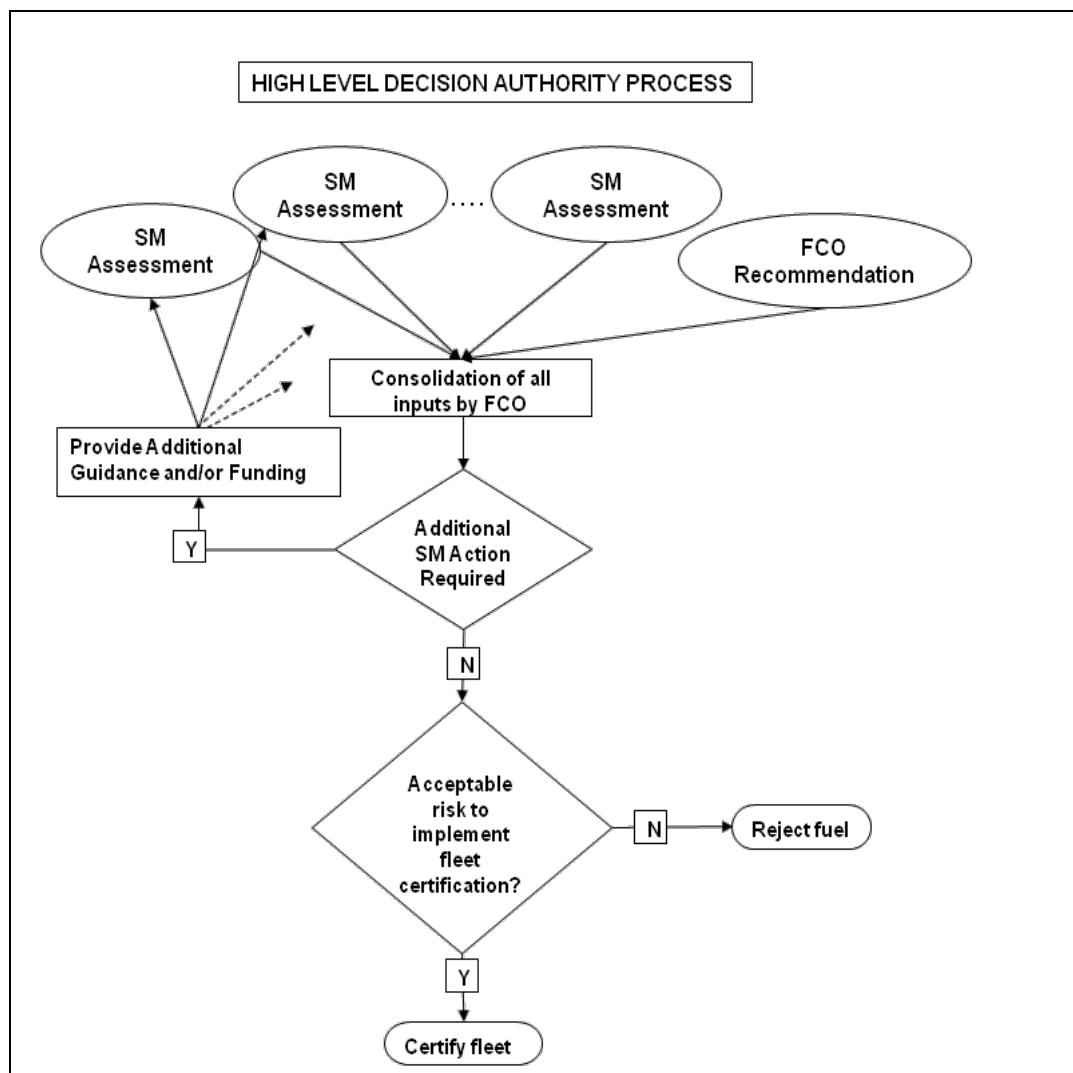 HIGH LEVEL DECISION AUTHORITY PROCESS
SM
Assessment
....
SM
Assessment
SM
Assessment
FCO
Recommendation
Consolidation of all
inputs by FCO
Provide Additional
Guidance and/or Funding
Additional
SM Action
Required
Y
N
Acceptable
risk to
implement
fleet
certification?
N
Reject fuel
Y
Certify fleet